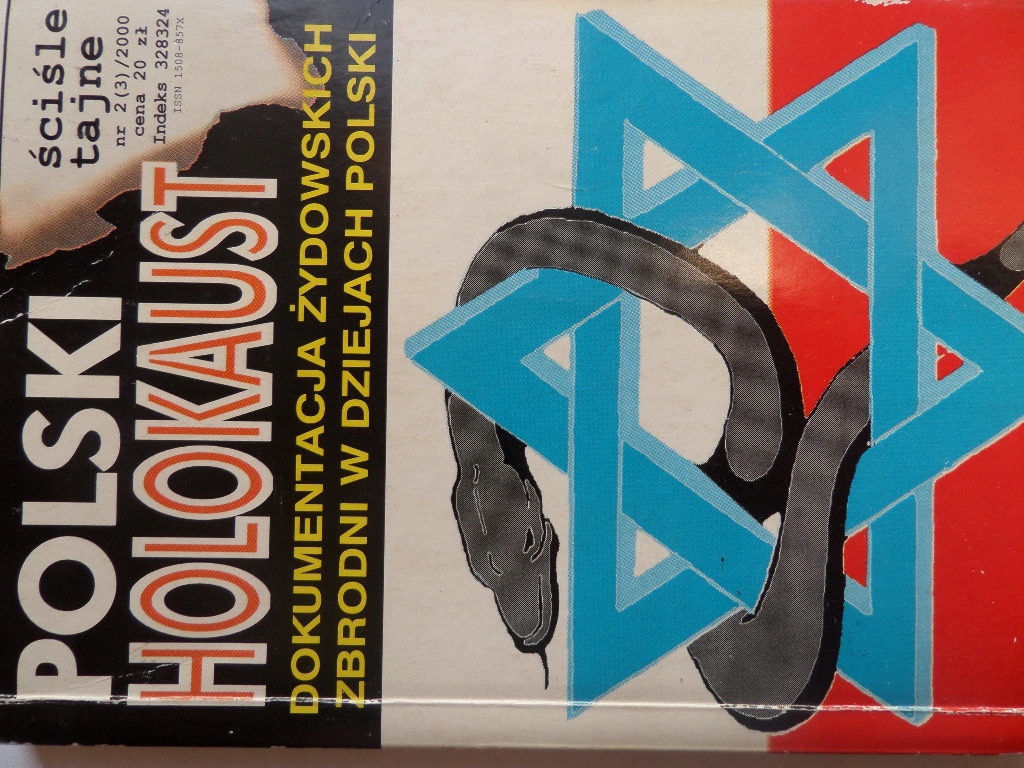 ściśle
tajne
nr 2(3)/2000
cena 20 zł
Indeks 328324
ISSN 1508-857X
POLSKI
HOLOKAUST
DOKUMENTACJA ŻYDOWSKICH
ZBRODNI W DZIEJACH POLSKI